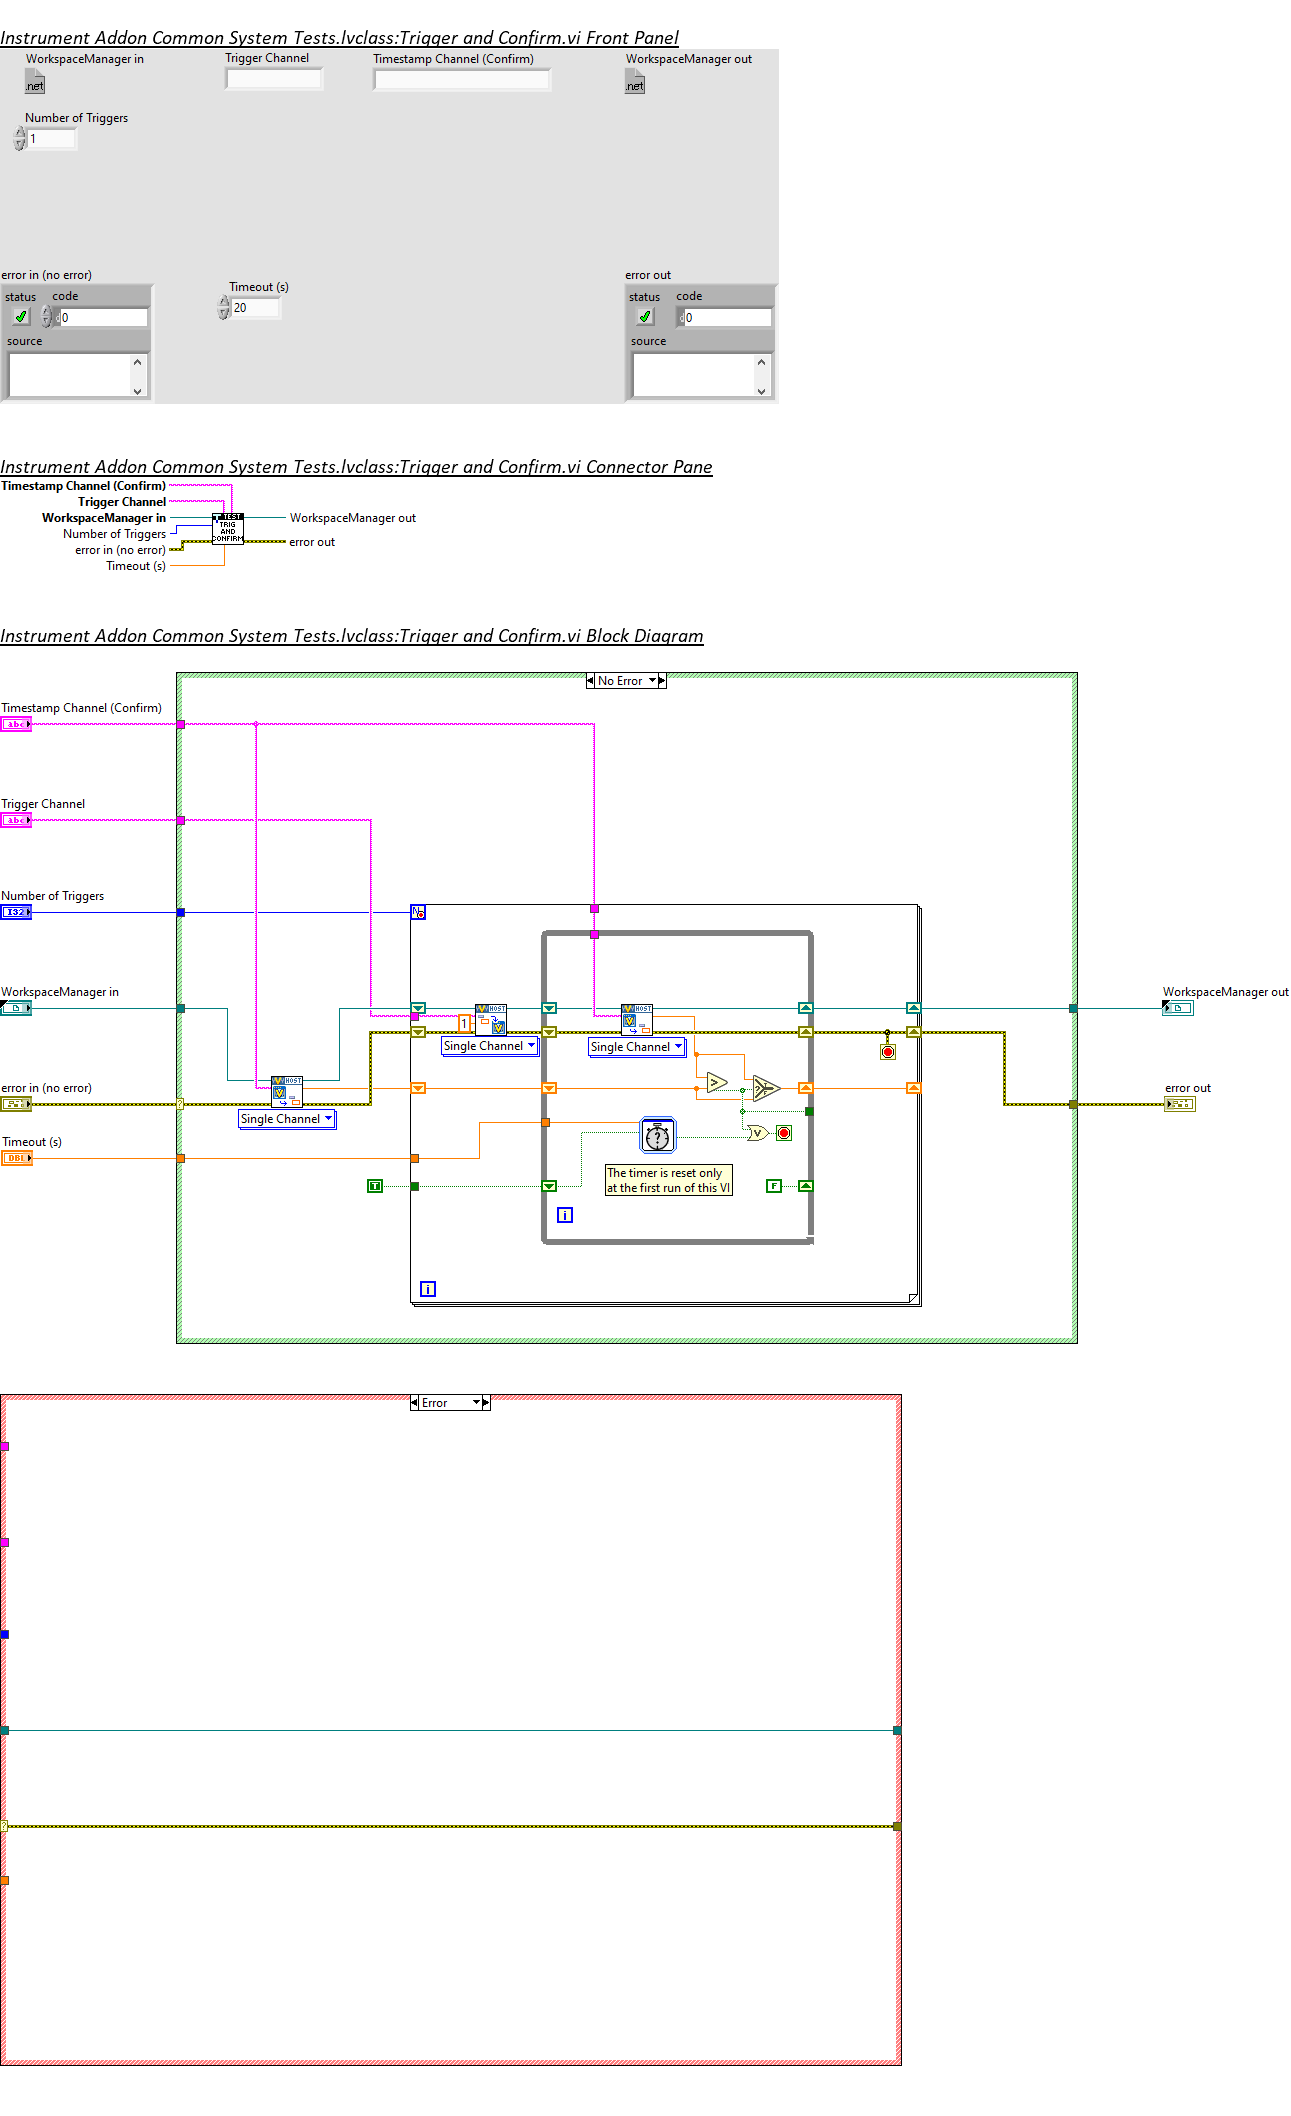 Instrument Addon Common System Tests.lvclass:Trigger and Confirm.vi Front Panel
WorkspaceManager in
Trigger Channel
Timestamp Channel (Confirm)
WorkspaceManager out
.net
.net
Number of Triggers
1
error in (no error)
status
code
0
source
Timeout (s)
20
error out
status
code
d0
source
Instrument Addon Common System Tests.lvclass:Trigger and Confirm.vi Connector Pane
Timestamp Channel (Confirm)
Trigger Channel
WorkspaceManager in
Number of Triggers
error in (no error)
Timeout (s)
TEST
TRIG
AND
CONFIRM
WorkspaceManager out
error out
Instrument Addon Common System Tests.lvclass:Trigger and Confirm.vi Block Diagram
No Error
Timestamp Channel (Confirm)
abc
Trigger Channel
abc
Number of Triggers
I32
N
WorkspaceManager in
WorkspaceManager out
HOST
HOST
1
Single Channel
Single Channel
error in (no error)
HOST
Single Channel
error out
Timeout (s)
DBL
>
?
V
The timer is reset only
at the first run of this VI
T
F
i
i
Error